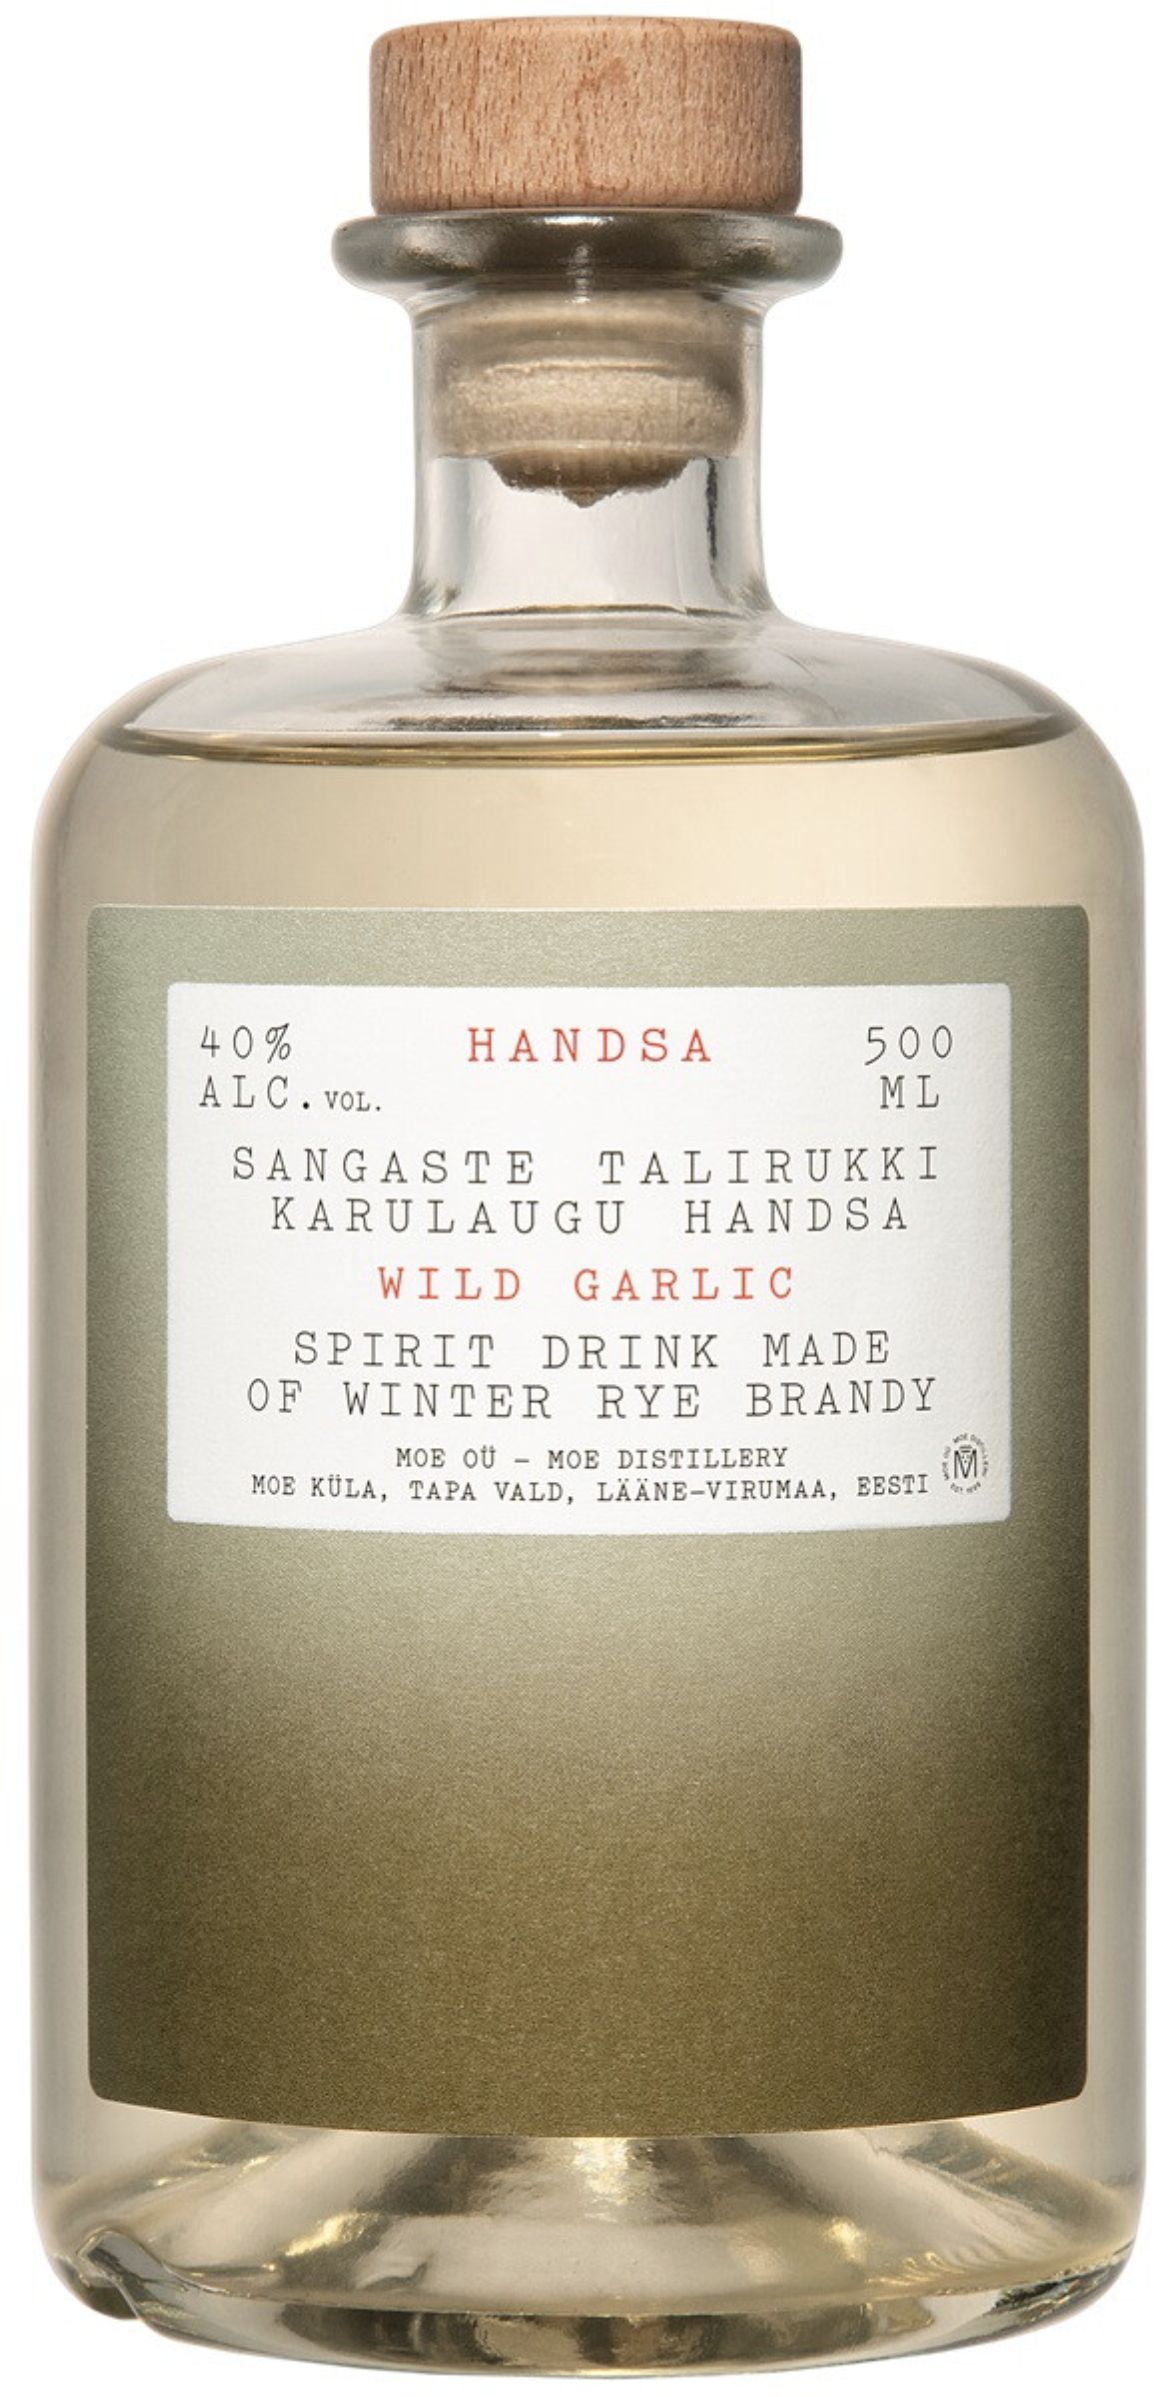 40% HANDSA 500
ALC. VOL. ML
SANGASTE TALIRUKKI
KARULAUGU HANDSA
WILD GARLIC
SPIRIT DRINK MADE
OF WINTER RYE BRANDY
MOE OÜ – MOE DISTILLERY
MOE KÜLA, TAPA VALD, LÄÄNE-VIRUMAA, EESTI